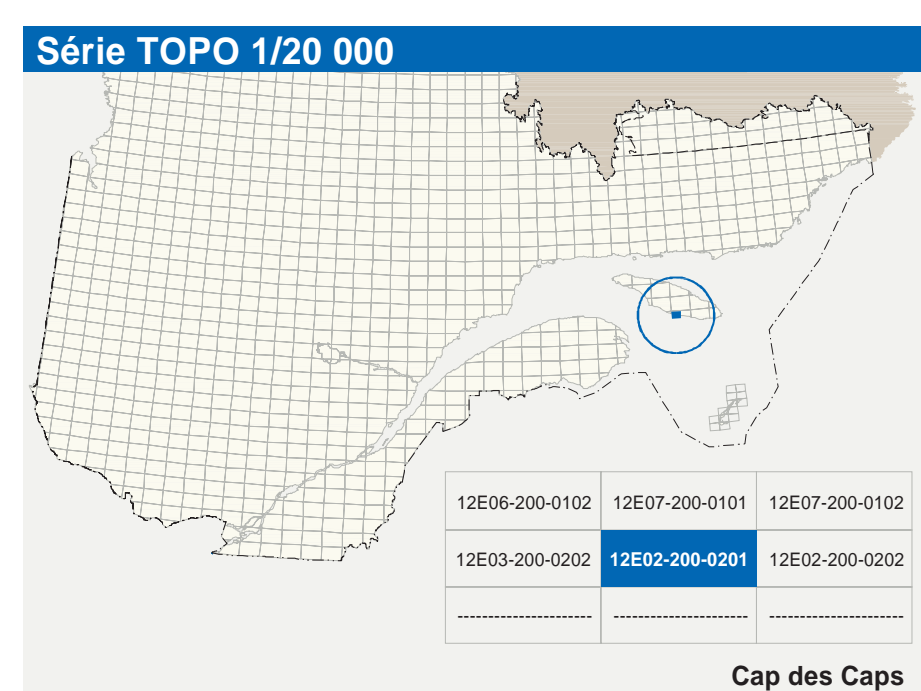 Série TOPO 1/20 000
12E06-200-0102 12E07-200-0101 12E07-200-0102
12E03-200-0202 12E02-200-0201 12E02-200-0202
--------------------- --------------------- ---------------------
Cap des Caps